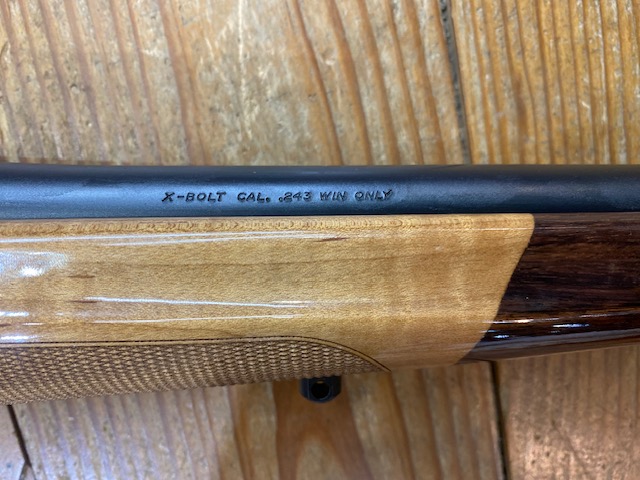 X-BOLT CAL. .243 WIN ONLY